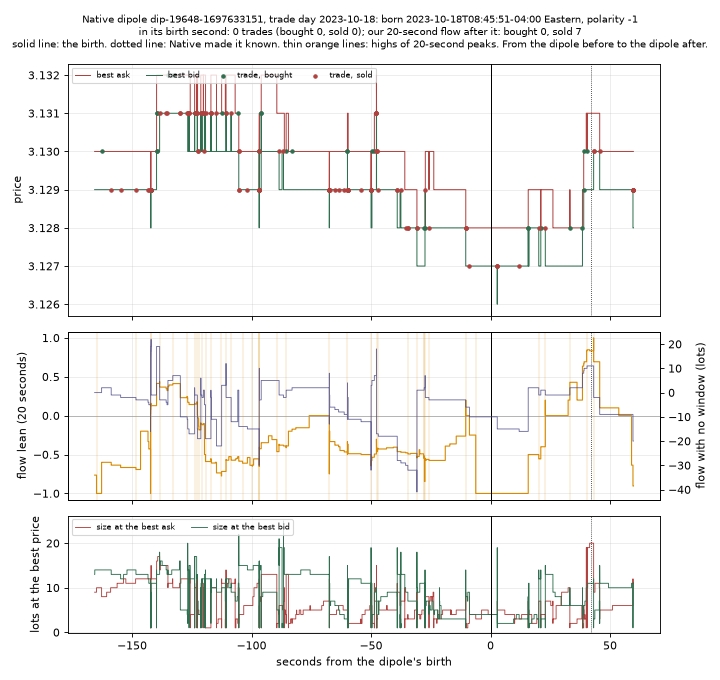 Native dipole dip-19648-1697633151, trade day 2023-10-18: born 2023-10-18T08:45:51-04:00 Eastern, polarity -1
in its birth second: 0 trades (bought 0, sold 0); our 20-second flow after it: bought 0, sold 7
solid line: the birth. dotted line: Native made it known. thin orange lines: highs of 20-second peaks. From the dipole before to the dipole after.
best ask best bid trade, bought trade, sold
3.132
3.131
3.130
3.129
3.128
3.127
3.126
price
1.0
0.5
0.0
−0.5
−1.0
flow lean (20 seconds)
20
10
0
−10
−20
−30
−40
flow with no window (lots)
size at the best ask size at the best bid
20
10
0
lots at the best price
−150 −100 −50 0 50
seconds from the dipole's birth